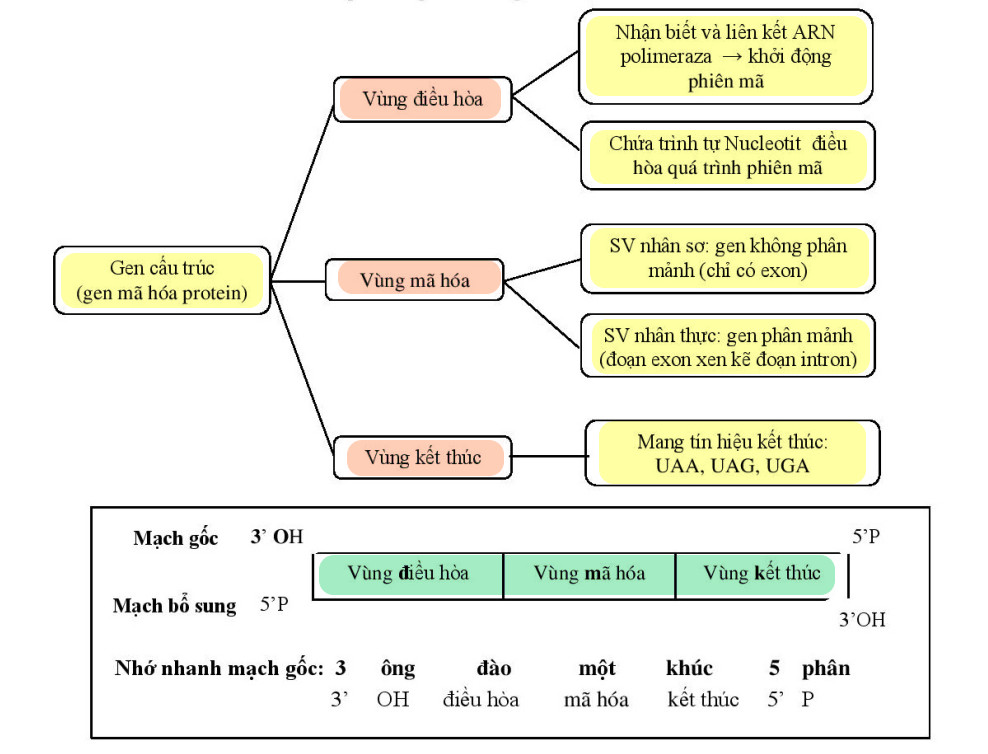 Nhận biết và liên kết ARN
polimeraza → khởi động
phiên mã
Vùng điều hòa
Chứa trình tự Nucleotit điều
hòa quá trình phiên mã
Gen cấu trúc
(gen mã hóa protein)
Vùng mã hóa
SV nhân sơ: gen không phân
mảnh (chỉ có exon)
SV nhân thực: gen phân mảnh
(đoạn exon xen kẽ đoạn intron)
Vùng kết thúc
Mang tín hiệu kết thúc:
UAA, UAG, UGA
Mạch gốc 3’ OH 5’P
Vùng điều hòa Vùng mã hóa Vùng kết thúc
Mạch bổ sung 5’P 3’OH
Nhớ nhanh mạch gốc: 3 ông đào một khúc 5 phân
3’ OH điều hòa mã hóa kết thúc 5’ P